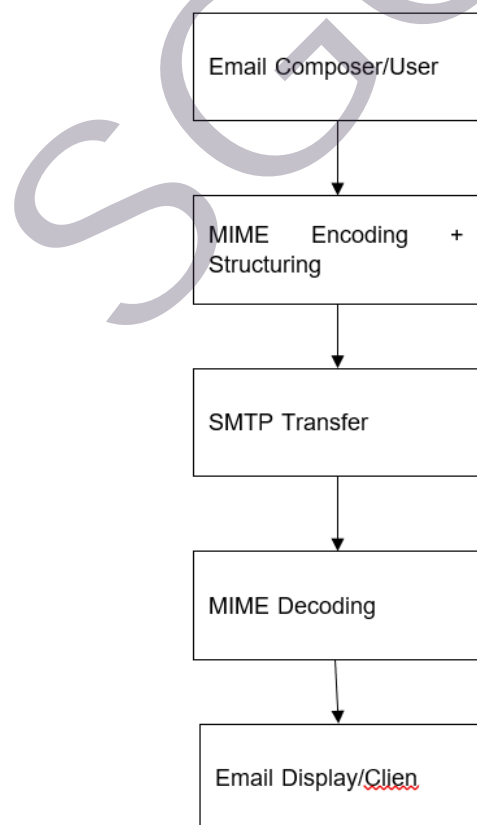 Email Composer/User
MIME Encoding +
Structuring
SMTP Transfer
MIME Decoding
Email Display/Clien